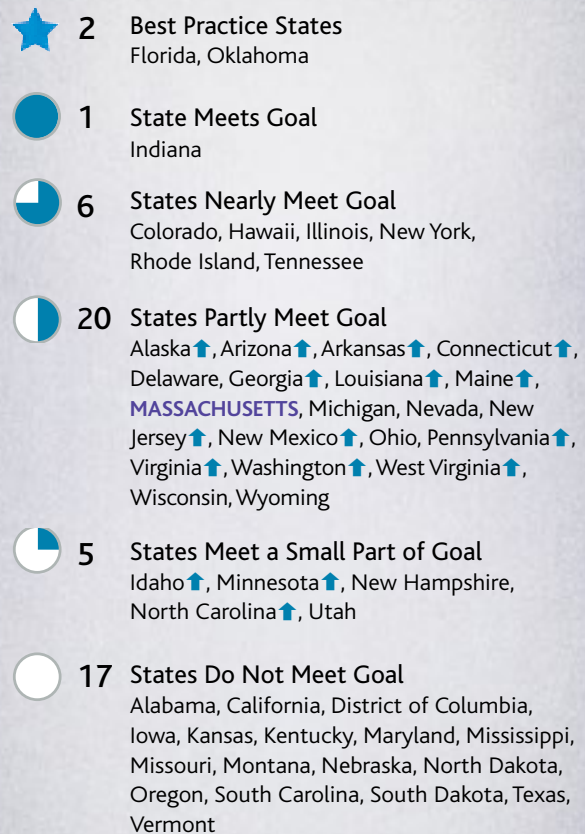 2 Best Practice States
Florida, Oklahoma
1 State Meets Goal
Indiana
6 States Nearly Meet Goal
Colorado, Hawaii, Illinois, New York,
Rhode Island, Tennessee
20 States Partly Meet Goal
Alaska⬆, Arizona⬆, Arkansas⬆, Connecticut⬆,
Delaware, Georgia⬆, Louisiana⬆, Maine⬆,
MASSACHUSETTS, Michigan, Nevada, New
Jersey⬆, New Mexico⬆, Ohio, Pennsylvania⬆,
Virginia⬆, Washington⬆, West Virginia⬆,
Wisconsin, Wyoming
5 States Meet a Small Part of Goal
Idaho⬆, Minnesota⬆, New Hampshire,
North Carolina⬆, Utah
17 States Do Not Meet Goal
Alabama, California, District of Columbia,
Iowa, Kansas, Kentucky, Maryland, Mississippi,
Missouri, Montana, Nebraska, North Dakota,
Oregon, South Carolina, South Dakota, Texas,
Vermont